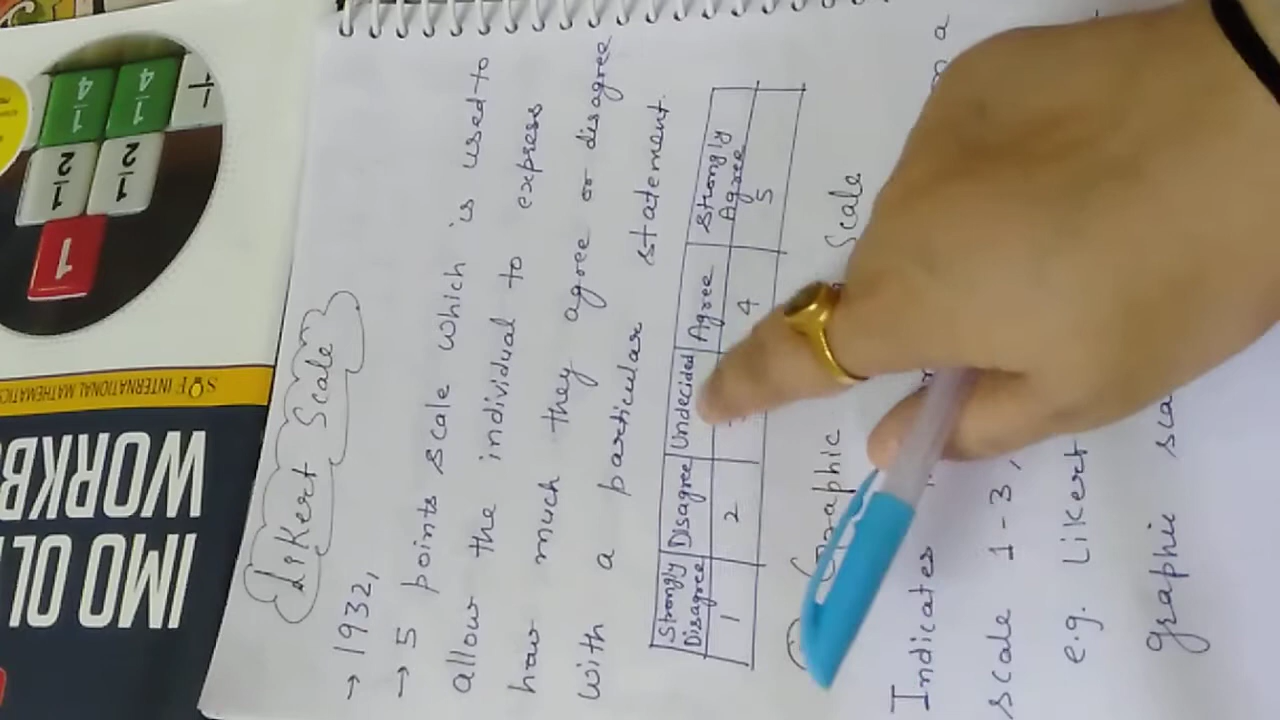 Likert Scale
→ 1932,
→ 5 points scale which is used to
allow the individual to express
how much they agree or disagree
with a particular statement.
Strongly Disagree Disagree Undecided Agree Strongly Agree
1 2 4 5
Graphic Scale
Indicates
scale 1-3, a
e.g. Likert
graphic
SOF INTERNATIONAL MATHEMATICS
IMO OL
WORKB
1
1/2 1/2
1/4 1/4